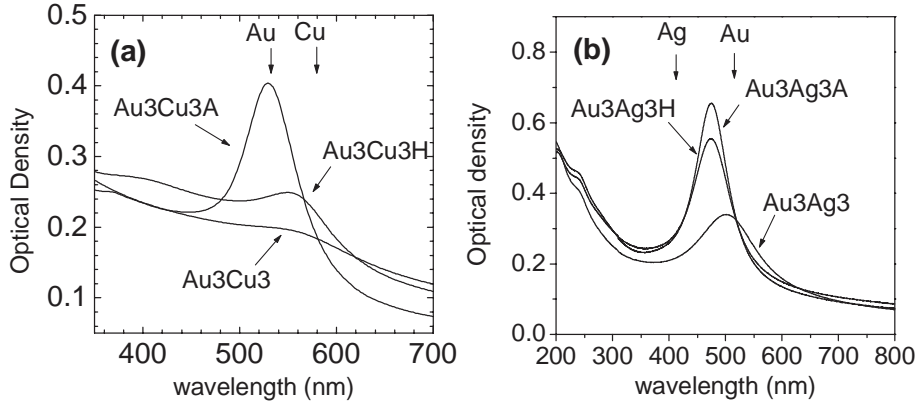 (a)
Au Cu
Au3Cu3A
Au3Cu3H
Au3Cu3
Optical Density
0.5
0.4
0.3
0.2
0.1
400 500 600 700
wavelength (nm)
(b)
Ag Au
Au3Ag3H
Au3Ag3A
Au3Ag3
Optical density
0.8
0.6
0.4
0.2
0.0
200 300 400 500 600 700 800
wavelength (nm)